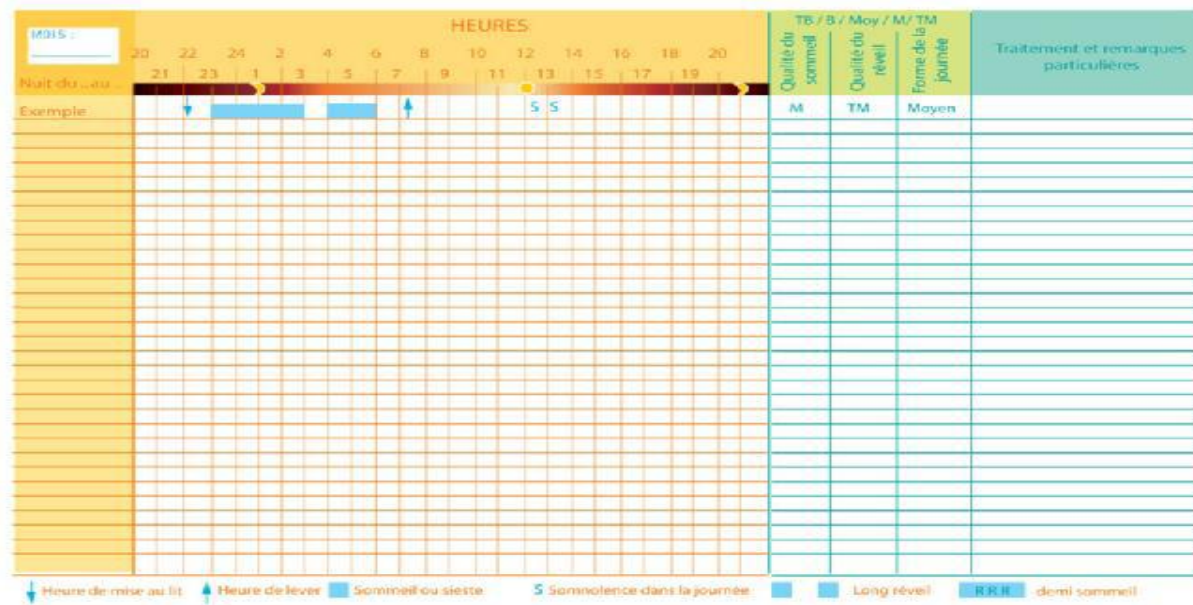 MOIS :
HEURES
20 22 24 2 4 6 8 10 12 14 16 18 20
21 23 1 3 5 7 9 11 13 15 17 19
Nuit du ..au ..
TB / B / Moy / M / TM
Qualité du sommeil
Qualité du réveil
Forme de la journée
Traitement et remarques
particulières
Exemple S S M TM Moyen
Heure de mise au lit Heure de lever Sommeil ou sieste S Somnolence dans la journée Long réveil R R R demi sommeil